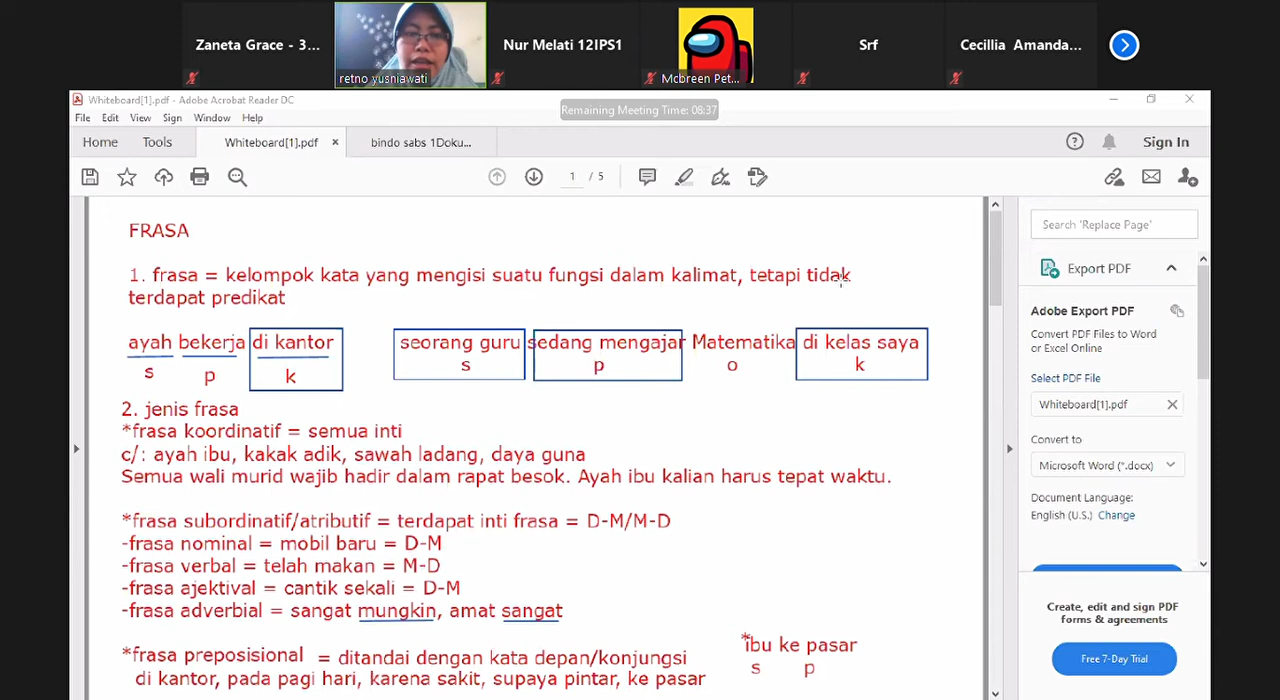 Zaneta Grace - 3...
retno yusniawati
Nur Melati 12IPS1
Mcbreen Pet...
Srf
Cecillia Amanda...
Whiteboard[1].pdf - Adobe Acrobat Reader DC
Remaining Meeting Time: 08:37
File Edit View Sign Window Help
Home Tools Whiteboard[1].pdf × bindo sabs 1Doku... Sign In
1 / 5
FRASA
1. frasa = kelompok kata yang mengisi suatu fungsi dalam kalimat, tetapi tidak
terdapat predikat
ayah bekerja di kantor seorang guru sedang mengajar Matematika di kelas saya
s p k s p o k
2. jenis frasa
*frasa koordinatif = semua inti
c/: ayah ibu, kakak adik, sawah ladang, daya guna
Semua wali murid wajib hadir dalam rapat besok. Ayah ibu kalian harus tepat waktu.
*frasa subordinatif/atributif = terdapat inti frasa = D-M/M-D
-frasa nominal = mobil baru = D-M
-frasa verbal = telah makan = M-D
-frasa ajektival = cantik sekali = D-M
-frasa adverbial = sangat mungkin, amat sangat
*frasa preposisional = ditandai dengan kata depan/konjungsi
di kantor, pada pagi hari, karena sakit, supaya pintar, ke pasar
*ibu ke pasar
s p
Search 'Replace Page'
Export PDF
Adobe Export PDF
Convert PDF Files to Word
or Excel Online
Select PDF File
Whiteboard[1].pdf ×
Convert to
Microsoft Word (*.docx)
Document Language:
English (U.S.) Change
Create, edit and sign PDF
forms & agreements
Free 7-Day Trial